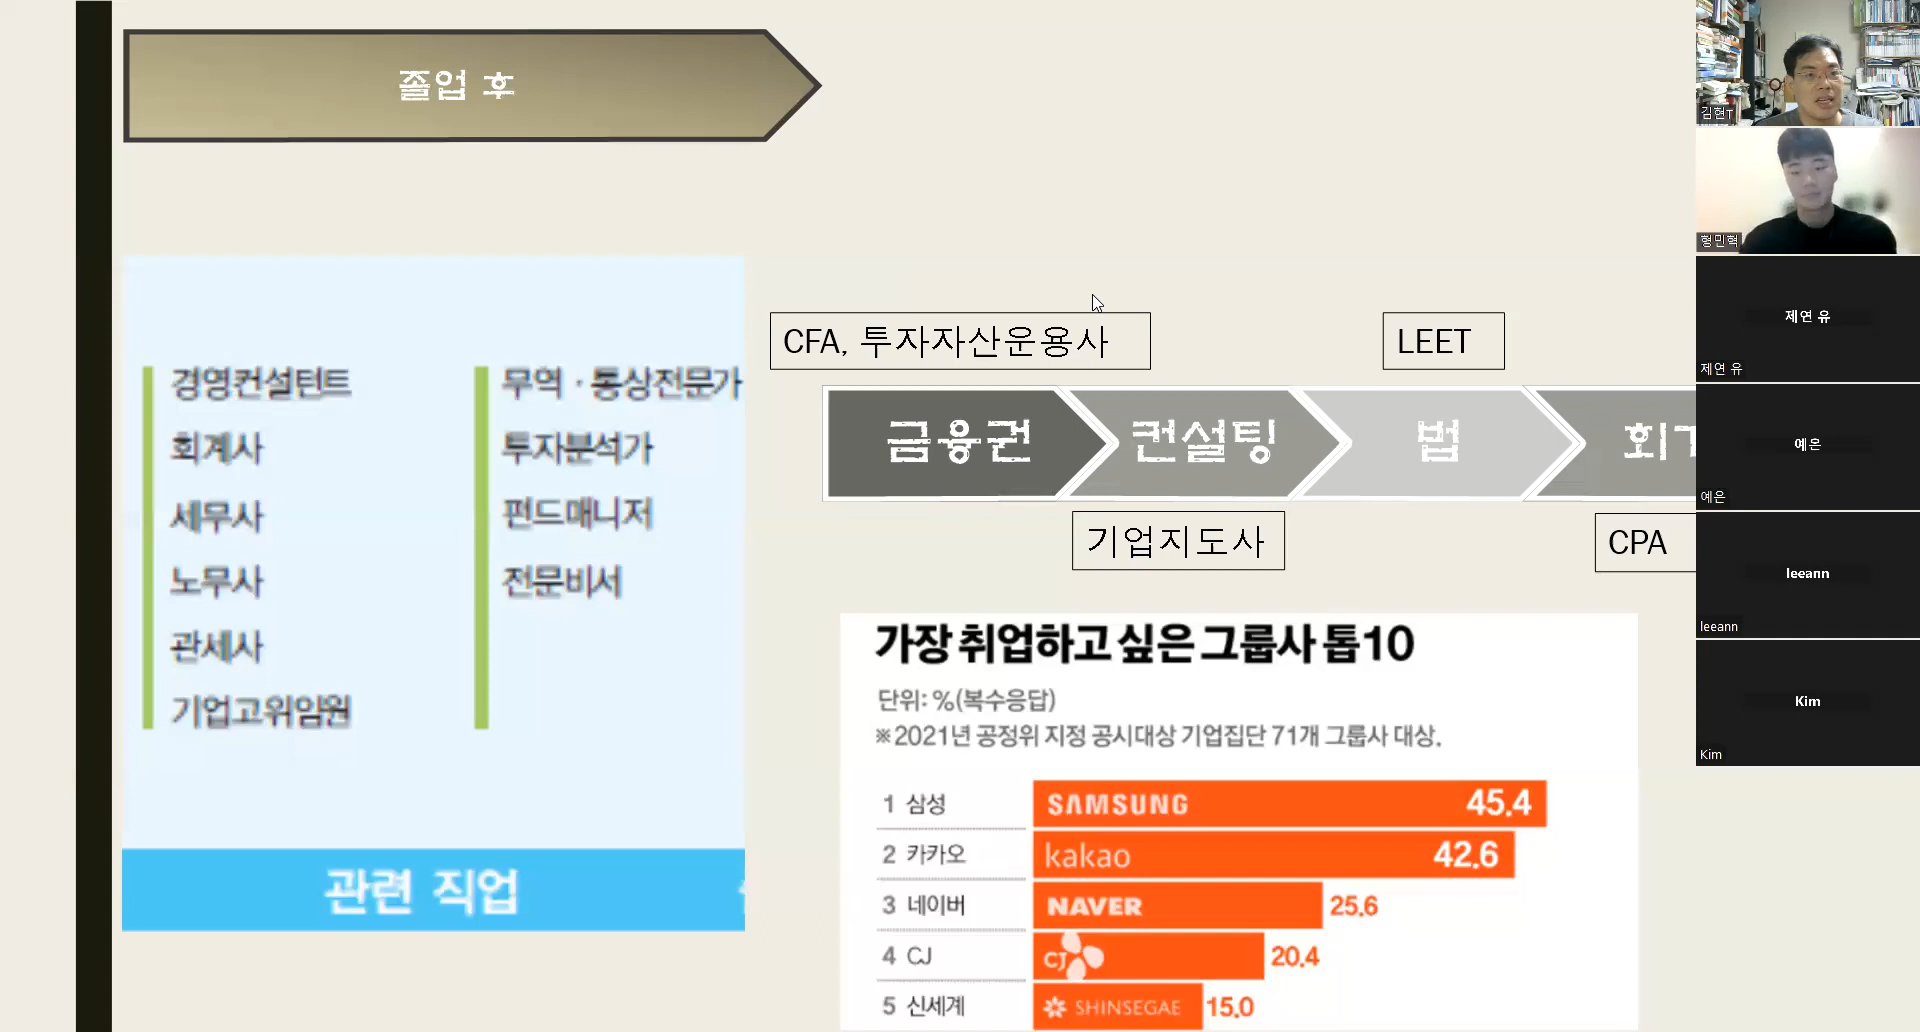 졸업 후
경영컨설턴트
회계사
세무사
노무사
관세사
기업고위임원
무역·통상전문가
투자분석가
펀드매니저
전문비서
관련 직업
CFA, 투자자산운용사
LEET
금융권
컨설팅
법
기업지도사
CPA
가장 취업하고 싶은 그룹사 톱10
단위: %(복수응답)
※2021년 공정위 지정 공시대상 기업집단 71개 그룹사 대상.
1 삼성 SAMSUNG 45.4
2 카카오 kakao 42.6
3 네이버 NAVER 25.6
4 CJ CJ 20.4
5 신세계 SHINSEGAE 15.0
김현T
형민혁
제연 유
제연 유
예은
예은
leeann
leeann
Kim
Kim